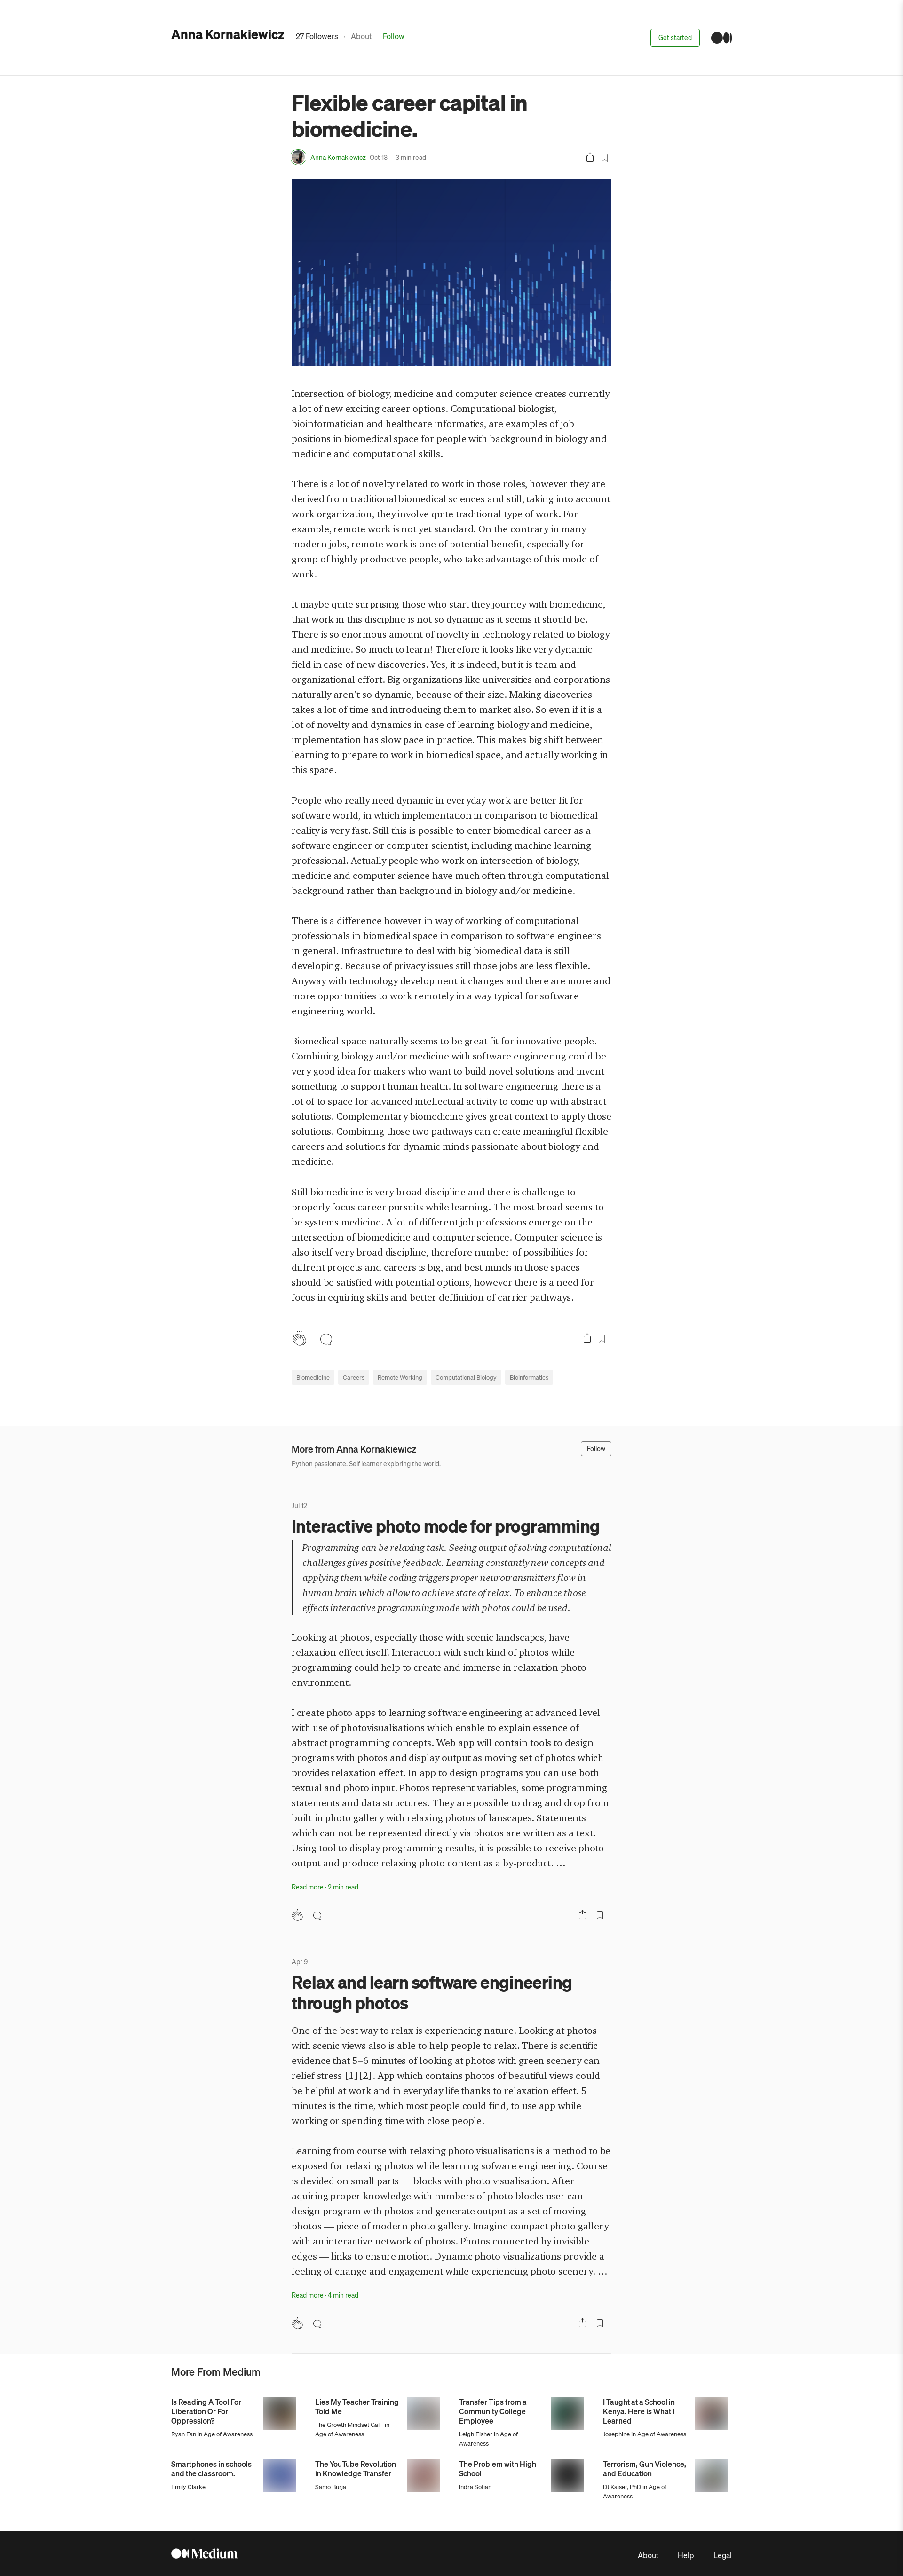 Anna Kornakiewicz 27 Followers · About Follow
Get started
Flexible career capital in
biomedicine.
Anna Kornakiewicz Oct 13 · 3 min read
Intersection of biology, medicine and computer science creates currently
a lot of new exciting career options. Computational biologist,
bioinformatician and healthcare informatics, are examples of job
positions in biomedical space for people with background in biology and
medicine and computational skills.
There is a lot of novelty related to work in those roles, however they are
derived from traditional biomedical sciences and still, taking into account
work organization, they involve quite traditional type of work. For
example, remote work is not yet standard. On the contrary in many
modern jobs, remote work is one of potential benefit, especially for
group of highly productive people, who take advantage of this mode of
work.
It maybe quite surprising those who start they journey with biomedicine,
that work in this discipline is not so dynamic as it seems it should be.
There is so enormous amount of novelty in technology related to biology
and medicine. So much to learn! Therefore it looks like very dynamic
field in case of new discoveries. Yes, it is indeed, but it is team and
organizational effort. Big organizations like universities and corporations
naturally aren't so dynamic, because of their size. Making discoveries
takes a lot of time and introducing them to market also. So even if it is a
lot of novelty and dynamics in case of learning biology and medicine,
implementation has slow pace in practice. This makes big shift between
learning to prepare to work in biomedical space, and actually working in
this space.
People who really need dynamic in everyday work are better fit for
software world, in which implementation in comparison to biomedical
reality is very fast. Still this is possible to enter biomedical career as a
software engineer or computer scientist, including machine learning
professional. Actually people who work on intersection of biology,
medicine and computer science have much often through computational
background rather than background in biology and/or medicine.
There is a difference however in way of working of computational
professionals in biomedical space in comparison to software engineers
in general. Infrastructure to deal with big biomedical data is still
developing. Because of privacy issues still those jobs are less flexible.
Anyway with technology development it changes and there are more and
more opportunities to work remotely in a way typical for software
engineering world.
Biomedical space naturally seems to be great fit for innovative people.
Combining biology and/or medicine with software engineering could be
very good idea for makers who want to build novel solutions and invent
something to support human health. In software engineering there is a
lot of to space for advanced intellectual activity to come up with abstract
solutions. Complementary biomedicine gives great context to apply those
solutions. Combining those two pathways can create meaningful flexible
careers and solutions for dynamic minds passionate about biology and
medicine.
Still biomedicine is very broad discipline and there is challenge to
properly focus career pursuits while learning. The most broad seems to
be systems medicine. A lot of different job professions emerge on the
intersection of biomedicine and computer science. Computer science is
also itself very broad discipline, therefore number of possibilities for
diffrent projects and careers is big, and best minds in those spaces
should be satisfied with potential options, however there is a need for
focus in equiring skills and better deffinition of carrier pathways.
Biomedicine Careers Remote Working Computational Biology Bioinformatics
More from Anna Kornakiewicz
Follow
Python passionate. Self learner exploring the world.
Jul 12
Interactive photo mode for programming
Programming can be relaxing task. Seeing output of solving computational
challenges gives positive feedback. Learning constantly new concepts and
applying them while coding triggers proper neurotransmitters flow in
human brain which allow to achieve state of relax. To enhance those
effects interactive programming mode with photos could be used.
Looking at photos, especially those with scenic landscapes, have
relaxation effect itself. Interaction with such kind of photos while
programming could help to create and immerse in relaxation photo
environment.
I create photo apps to learning software engineering at advanced level
with use of photovisualisations which enable to explain essence of
abstract programming concepts. Web app will contain tools to design
programs with photos and display output as moving set of photos which
provides relaxation effect. In app to design programs you can use both
textual and photo input. Photos represent variables, some programming
statements and data structures. They are possible to drag and drop from
built-in photo gallery with relaxing photos of lanscapes. Statements
which can not be represented directly via photos are written as a text.
Using tool to display programming results, it is possible to receive photo
output and produce relaxing photo content as a by-product. …
Read more · 2 min read
Apr 9
Relax and learn software engineering
through photos
One of the best way to relax is experiencing nature. Looking at photos
with scenic views also is able to help people to relax. There is scientific
evidence that 5–6 minutes of looking at photos with green scenery can
relief stress [1][2]. App which contains photos of beautiful views could
be helpful at work and in everyday life thanks to relaxation effect. 5
minutes is the time, which most people could find, to use app while
working or spending time with close people.
Learning from course with relaxing photo visualisations is a method to be
exposed for relaxing photos while learning sofware engineering. Course
is devided on small parts — blocks with photo visualisation. After
aquiring proper knowledge with numbers of photo blocks user can
design program with photos and generate output as a set of moving
photos — piece of modern photo gallery. Imagine compact photo gallery
with an interactive network of photos. Photos connected by invisible
edges — links to ensure motion. Dynamic photo visualizations provide a
feeling of change and engagement while experiencing photo scenery. …
Read more · 4 min read
More From Medium
Is Reading A Tool For
Liberation Or For
Oppression?
Ryan Fan in Age of Awareness
Lies My Teacher Training
Told Me
The Growth Mindset Gal in
Age of Awareness
Transfer Tips from a
Community College
Employee
Leigh Fisher in Age of
Awareness
I Taught at a School in
Kenya. Here is What I
Learned
Josephine in Age of Awareness
Smartphones in schools
and the classroom.
Emily Clarke
The YouTube Revolution
in Knowledge Transfer
Samo Burja
The Problem with High
School
Indra Sofian
Terrorism, Gun Violence,
and Education
DJ Kaiser, PhD in Age of
Awareness
Medium
About Help Legal